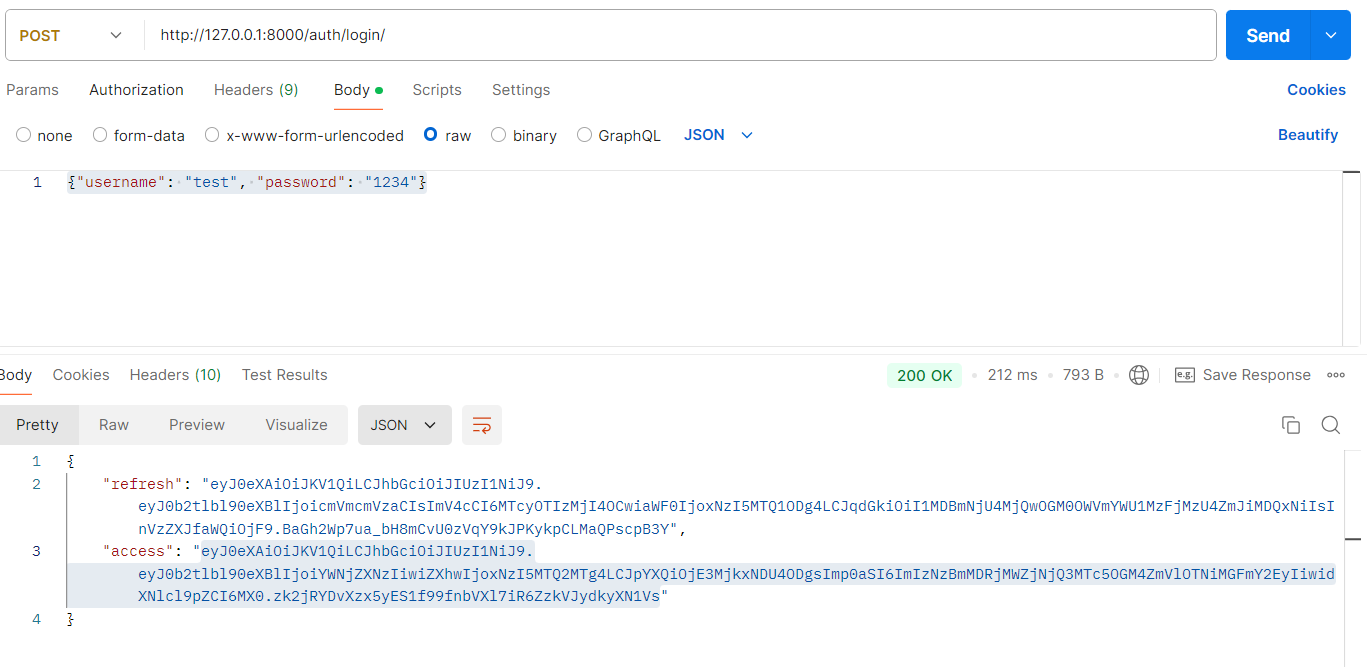 POST http://127.0.0.1:8000/auth/login/ Send
Params Authorization Headers (9) Body Scripts Settings Cookies
none form-data x-www-form-urlencoded raw binary GraphQL JSON Beautify
1 {"username": "test", "password": "1234"}
Body Cookies Headers (10) Test Results 200 OK 212 ms 793 B e.g. Save Response
Pretty Raw Preview Visualize JSON
1 {
2 "refresh": "eyJ0eXAiOiJKV1QiLCJhbGciOiJIUzI1NiJ9.
eyJ0b2tlbl90eXBlIjoicmVmcmVzaCIsImV4cCI6MTcyOTIzMjI4OCwiaWF0IjoxNzI5MTQ1ODg4LCJqdGkiOiI1MDBmNjU4MjQwOGM0OWVmYWU1MzFjMzU4ZmJiMDQxNiIsI
nVzZXJfaWQiOjF9.BaGh2Wp7ua_bH8mCvU0zVqY9kJPKykpCLMaQPscpB3Y",
3 "access": "eyJ0eXAiOiJKV1QiLCJhbGciOiJIUzI1NiJ9.
eyJ0b2tlbl90eXBlIjoiYWNjZXNzIiwiZXhwIjoxNzI5MTQ2MTg4LCJpYXQiOjE3MjkxNDU4ODgsImp0aSI6ImIzNzBmMDRjMWZjNjQ3MTc5OGM4ZmVlOTNiMGFmY2EyIiwid
XNlcl9pZCI6MX0.zk2jRYDvXzx5yES1f99fnbVXl7iR6ZzkVJydkyXN1Vs"
4 }